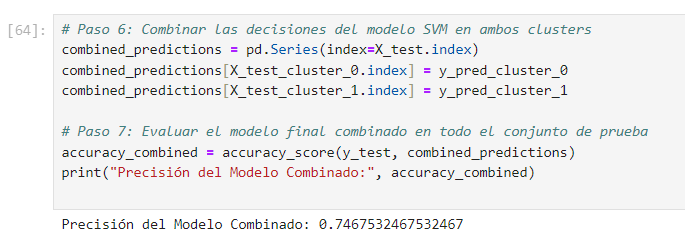 [64]: # Paso 6: Combinar las decisiones del modelo SVM en ambos clusters
combined_predictions = pd.Series(index=X_test.index)
combined_predictions[X_test_cluster_0.index] = y_pred_cluster_0
combined_predictions[X_test_cluster_1.index] = y_pred_cluster_1
# Paso 7: Evaluar el modelo final combinado en todo el conjunto de prueba
accuracy_combined = accuracy_score(y_test, combined_predictions)
print("Precisión del Modelo Combinado:", accuracy_combined)
Precisión del Modelo Combinado: 0.7467532467532467